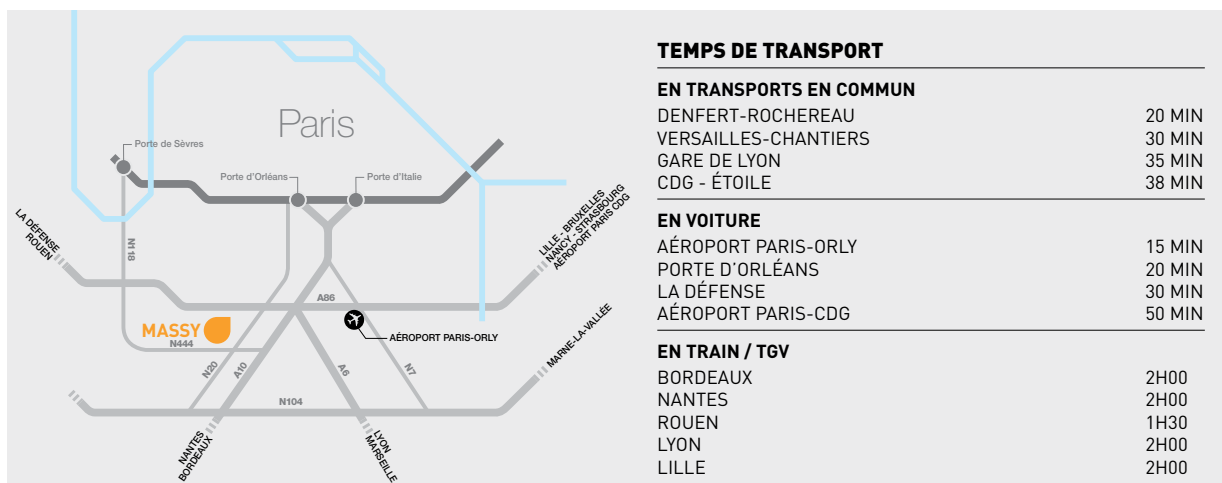 Paris
Porte de Sèvres
Porte d'Orléans
Porte d'Italie
LA DÉFENSE
ROUEN
N118
LILLE - BRUXELLES
NANCY - STRASBOURG
AÉROPORT PARIS CDG
A86
MASSY
N444
AÉROPORT PARIS-ORLY
MARNE-LA-VALLÉE
N20
A10
A6
N7
N104
NANTES
BORDEAUX
LYON
MARSEILLE
TEMPS DE TRANSPORT
EN TRANSPORTS EN COMMUN
DENFERT-ROCHEREAU 20 MIN
VERSAILLES-CHANTIERS 30 MIN
GARE DE LYON 35 MIN
CDG - ÉTOILE 38 MIN
EN VOITURE
AÉROPORT PARIS-ORLY 15 MIN
PORTE D'ORLÉANS 20 MIN
LA DÉFENSE 30 MIN
AÉROPORT PARIS-CDG 50 MIN
EN TRAIN / TGV
BORDEAUX 2H00
NANTES 2H00
ROUEN 1H30
LYON 2H00
LILLE 2H00